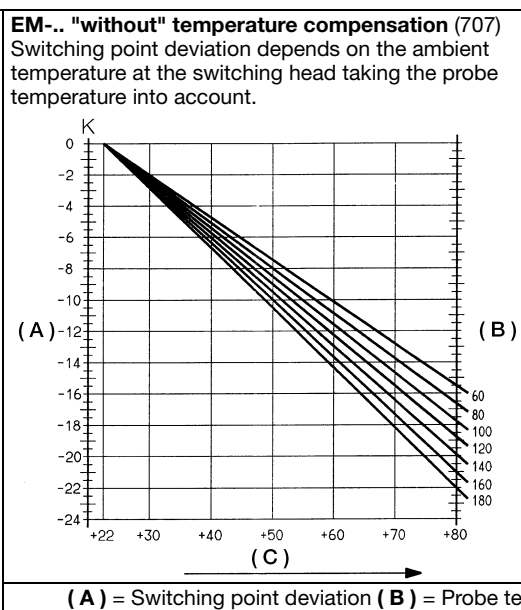 EM-.. "without" temperature compensation (707)
Switching point deviation depends on the ambient
temperature at the switching head taking the probe
temperature into account.
K
0
-2
-4
-6
-8
-10
(A) -12 (B)
-14
-16
-18
-20
-22
-24
60
80
100
120
140
160
180
+22 +30 +40 +50 +60 +70 +80
(C)
(A) = Switching point deviation (B) = Probe te